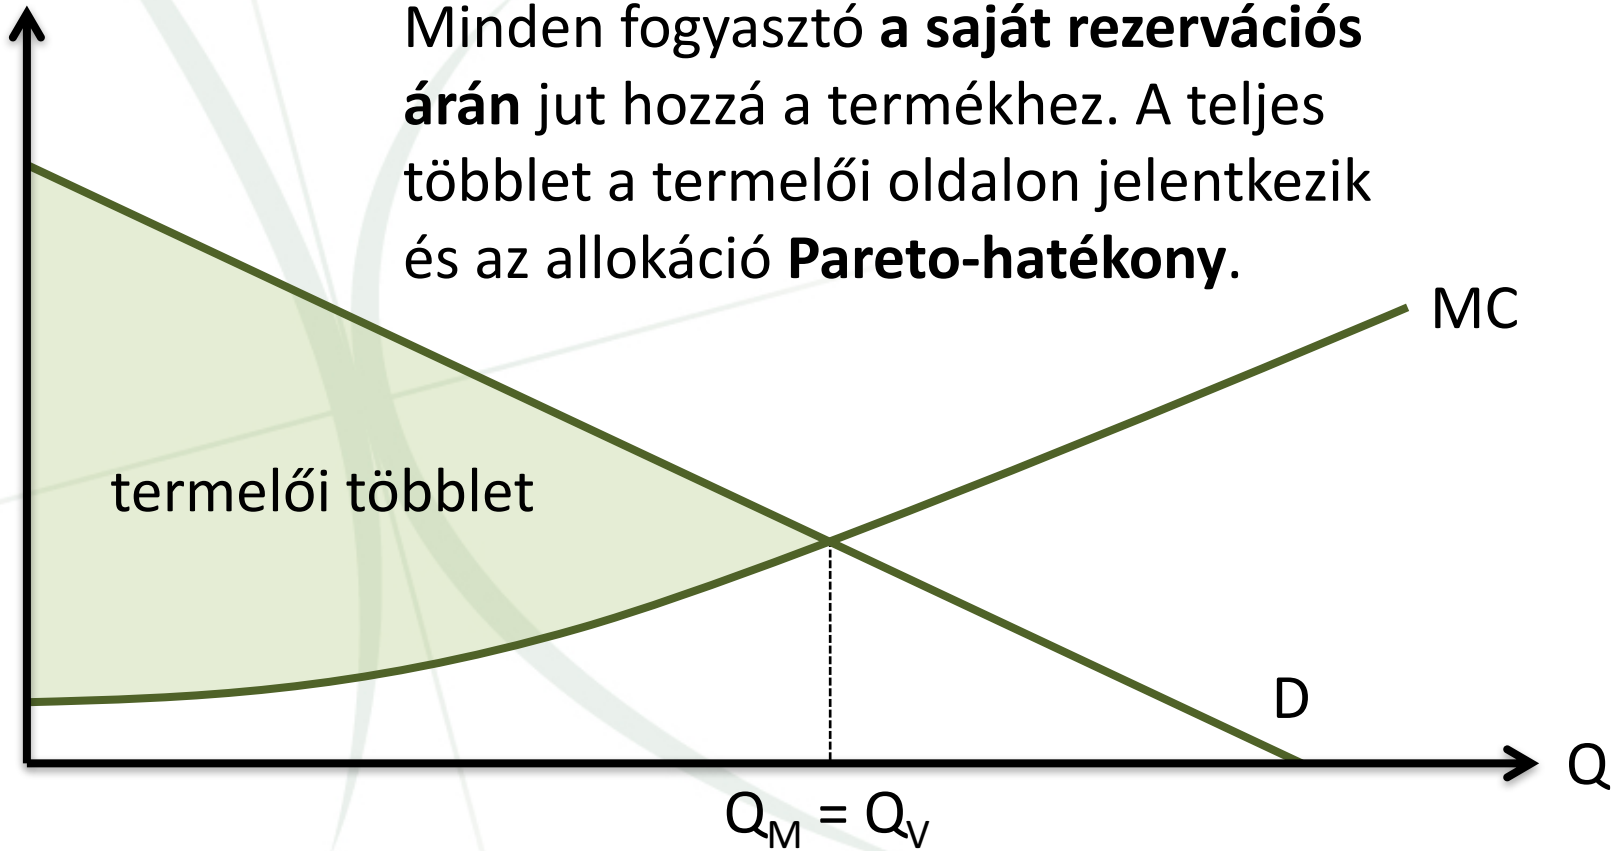 Minden fogyasztó a saját rezervációs
árán jut hozzá a termékhez. A teljes
többlet a termelői oldalon jelentkezik
és az allokáció Pareto-hatékony.
MC
termelői többlet
D
Q
Q_M = Q_V